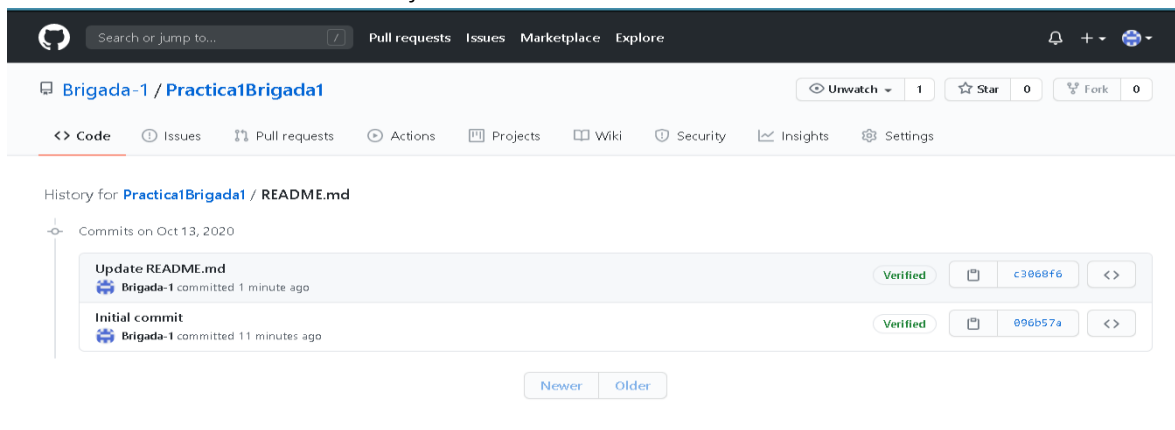 Search or jump to... / Pull requests Issues Marketplace Explore
Brigada-1 / Practica1Brigada1 Unwatch 1 Star 0 Fork 0
<> Code Issues Pull requests Actions Projects Wiki Security Insights Settings
History for Practica1Brigada1 / README.md
Commits on Oct 13, 2020
Update README.md
Brigada-1 committed 1 minute ago
Verified c3068f6 <>
Initial commit
Brigada-1 committed 11 minutes ago
Verified 096b57a <>
Newer Older